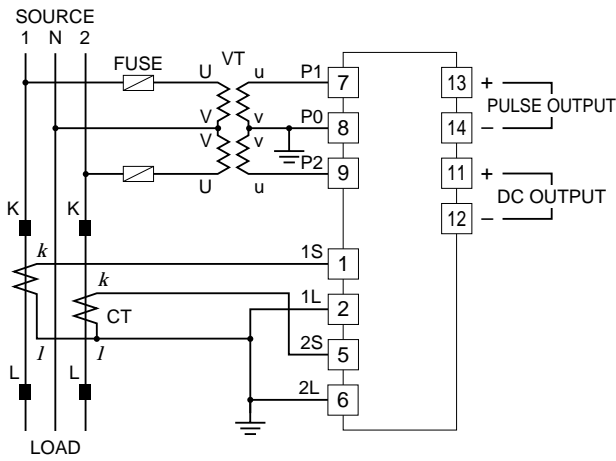 SOURCE
1 N 2
FUSE
VT
U u P1 7
V P0 8
V v v
U u P2 9
13 +
PULSE OUTPUT
14 −
11 +
DC OUTPUT
12 −
K K
k 1S 1
k 1L 2
CT
l l 2S 5
L L 2L 6
LOAD